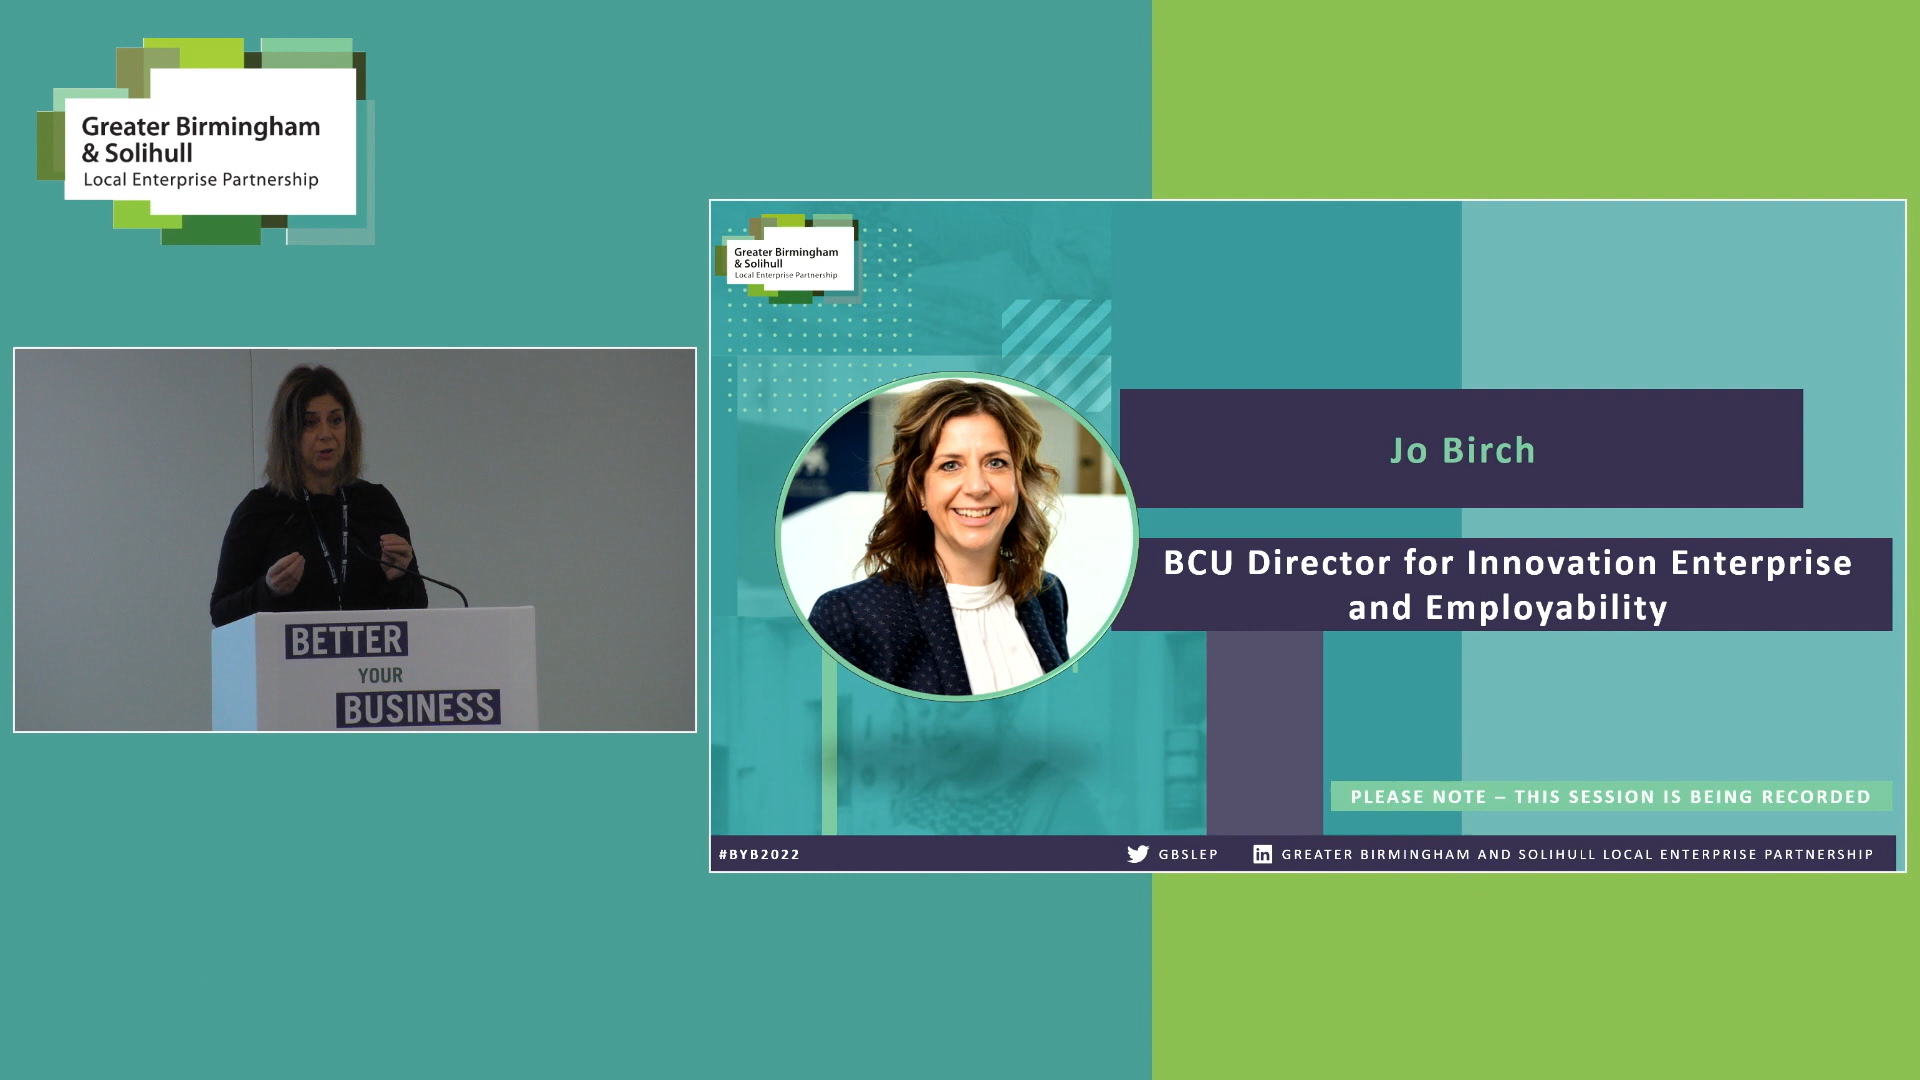 Greater Birmingham
& Solihull
Local Enterprise Partnership
BETTER
YOUR
BUSINESS
Greater Birmingham
& Solihull
Local Enterprise Partnership
Jo Birch
BCU Director for Innovation Enterprise
and Employability
PLEASE NOTE – THIS SESSION IS BEING RECORDED
#BYB2022
GBSLEP
in GREATER BIRMINGHAM AND SOLIHULL LOCAL ENTERPRISE PARTNERSHIP